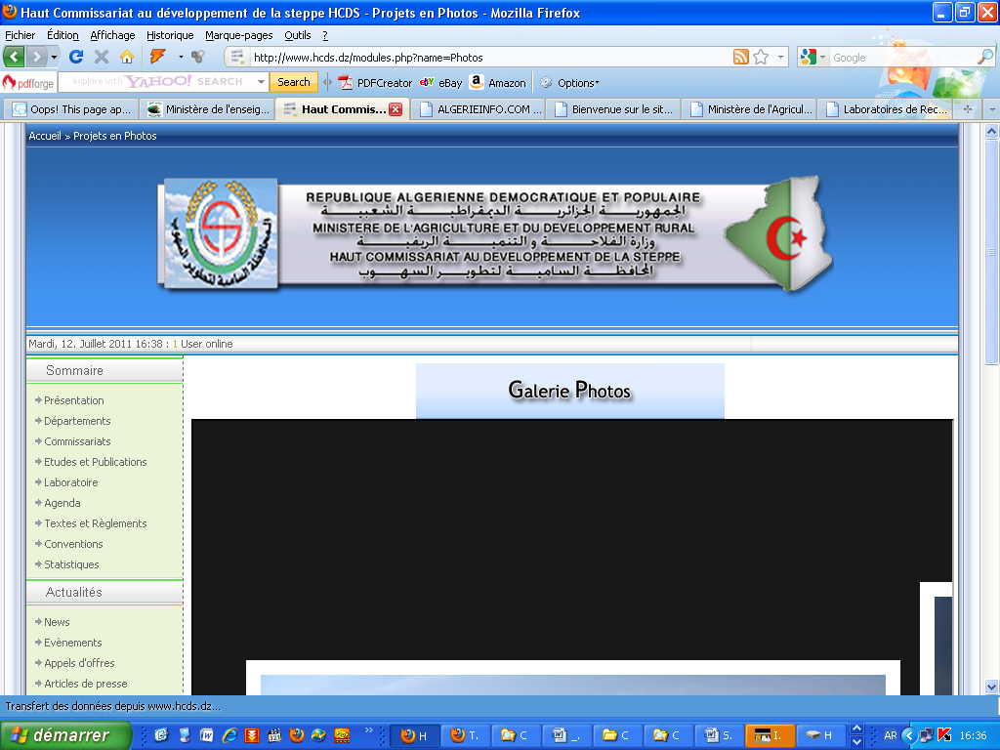 Haut Commissariat au développement de la steppe HCDS - Projets en Photos - Mozilla Firefox
Fichier Édition Affichage Historique Marque-pages Outils ?
http://www.hcds.dz/modules.php?name=Photos
Google
pdfforge explore with YAHOO! SEARCH Search PDFCreator eBay Amazon Options
Oops! This page ap...
Ministère de l'enseig...
Haut Commis...
ALGERIEINFO.COM ...
Bienvenue sur le sit...
Ministère de l'Agricul...
Laboratoires de Rec...
Accueil > Projets en Photos
المحافظة السامية لتطوير السهوب
REPUBLIQUE ALGERIENNE DEMOCRATIQUE ET POPULAIRE
الجمهورية الجزائرية الديمقراطية الشعبية
MINISTERE DE L'AGRICULTURE ET DU DEVELOPPEMENT RURAL
وزارة الفلاحة و التنمية الريفية
HAUT COMMISSARIAT AU DEVELOPPEMENT DE LA STEPPE
المحافظة السامية لتطوير السهوب
Mardi, 12. Juillet 2011 16:38 : 1 User online
Sommaire
Présentation
Départements
Commissariats
Etudes et Publications
Laboratoire
Agenda
Textes et Règlements
Conventions
Statistiques
Actualités
News
Evènements
Appels d'offres
Articles de presse
Galerie Photos
Transfert des données depuis www.hcds.dz...
démarrer
H
T.
C
_.
C
C
S.
I.
H
AR
16:36